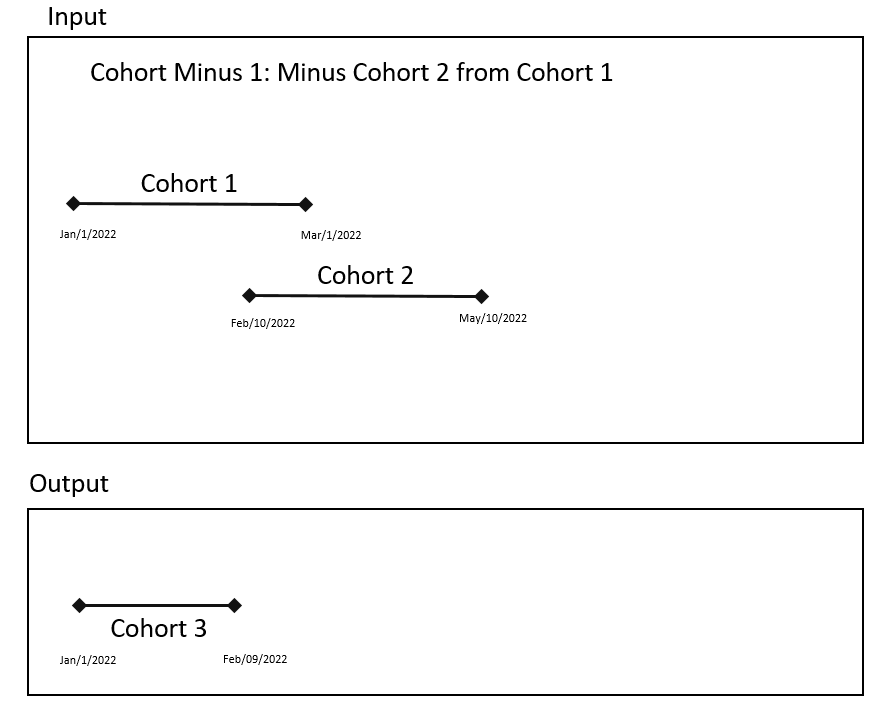 Input
Cohort Minus 1: Minus Cohort 2 from Cohort 1
Cohort 1
Jan/1/2022
Mar/1/2022
Cohort 2
Feb/10/2022
May/10/2022
Output
Cohort 3
Jan/1/2022
Feb/09/2022